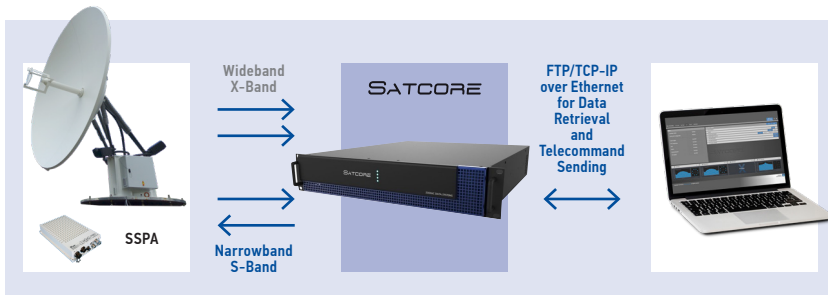 Wideband
X-Band
SATCORE
FTP/TCP-IP
over Ethernet
for Data
Retrieval
and
Telecommand
Sending
SATCORE
SSPA
Narrowband
S-Band